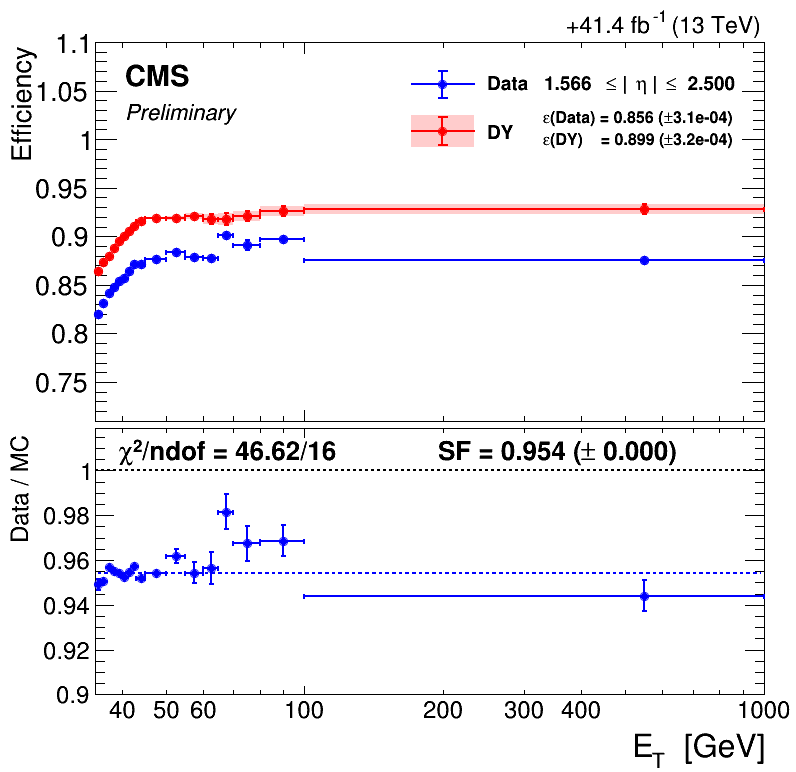 +41.4 fb⁻¹ (13 TeV)
Efficiency
1.1
1.05
1
0.95
0.9
0.85
0.8
0.75
CMS
Preliminary
Data 1.566 ≤ | η | ≤ 2.500
DY
ε(Data) = 0.856 (±3.1e-04)
ε(DY) = 0.899 (±3.2e-04)
Data / MC
1
0.98
0.96
0.94
0.92
0.9
χ²/ndof = 46.62/16
SF = 0.954 (± 0.000)
40 50 60 100 200 300 400 1000
E_T [GeV]